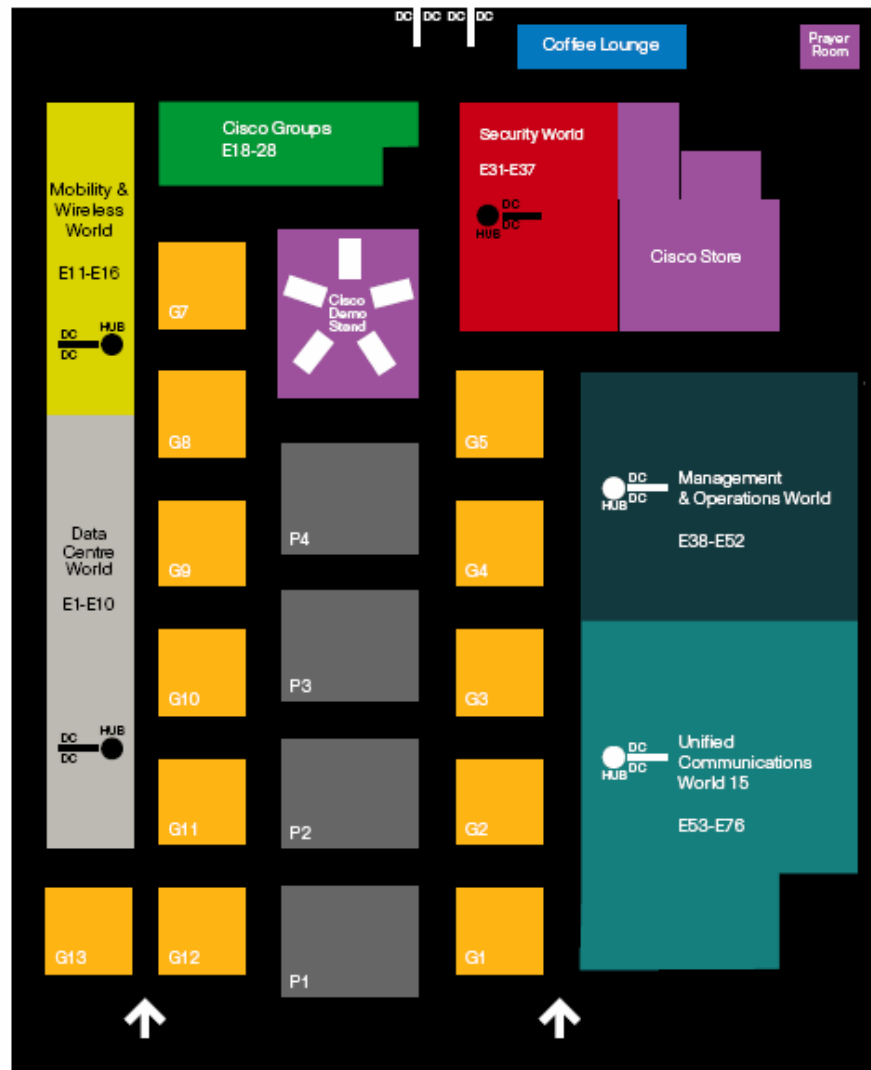 DC DC DC DC
Coffee Lounge
Prayer
Room
Cisco Groups
E18-28
Security World
E31-E37
DC
DC
HUB
Mobility &
Wireless
World
E11-E16
DC HUB
DC
Cisco Store
G7
Cisco
Demo
Stand
G8
G5
DC
DC
HUB
Management
& Operations World
E38-E52
P4
Data
Centre
World
E1-E10
G9
G4
DC HUB
DC
G10
P3
G3
DC
DC
HUB
Unified
Communications
World 15
E53-E76
G11
P2
G2
G13
G12
P1
G1